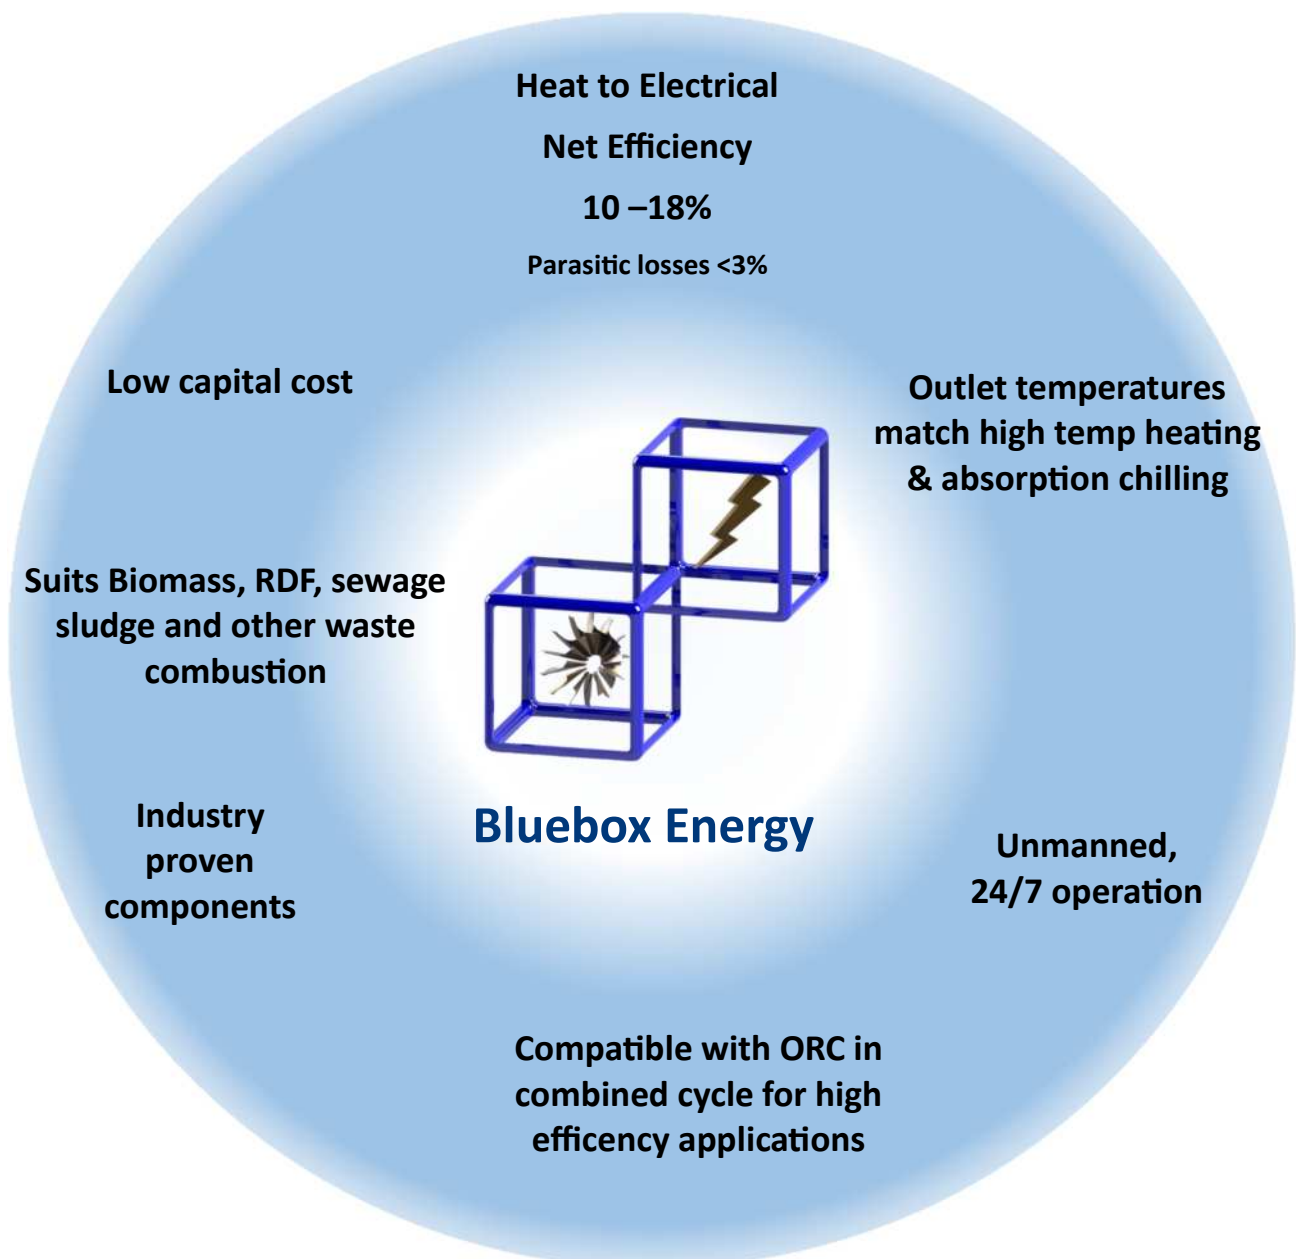 Heat to Electrical
Net Efficiency
10 –18%
Parasitic losses <3%
Low capital cost
Outlet temperatures
match high temp heating
& absorption chilling
Suits Biomass, RDF, sewage
sludge and other waste
combustion
Industry
proven
components
Bluebox Energy
Unmanned,
24/7 operation
Compatible with ORC in
combined cycle for high
efficency applications